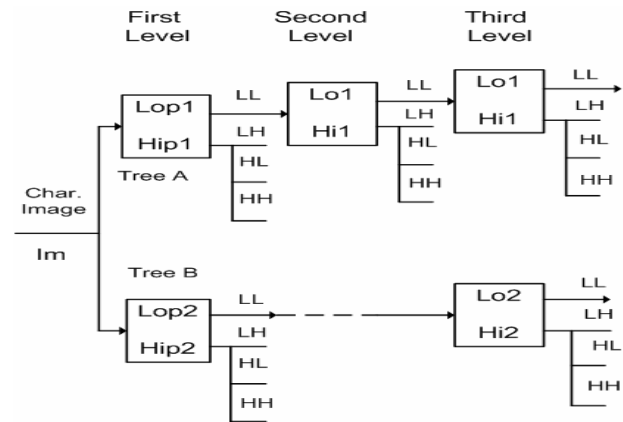 First Level
Second Level
Third Level
Lop1
Hip1
LL
LH
HL
HH
Lo1
Hi1
LL
LH
HL
HH
Lo1
Hi1
LL
LH
HL
HH
Tree A
Char. Image
Im
Tree B
Lop2
Hip2
LL
LH
HL
HH
Lo2
Hi2
LL
LH
HL
HH